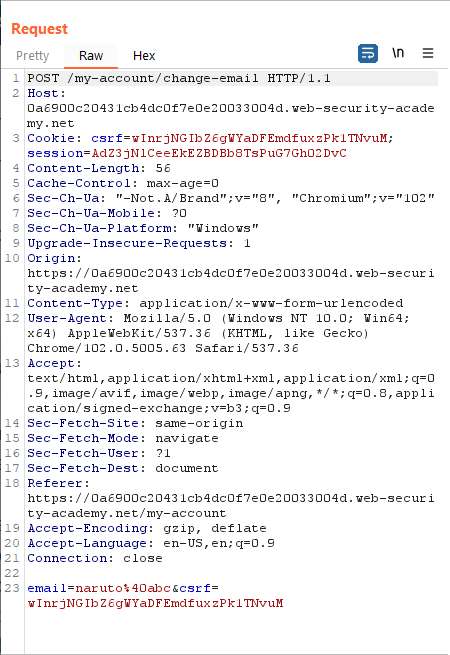 Request
Pretty Raw Hex \n
1 POST /my-account/change-email HTTP/1.1
2 Host:
0a6900c20431cb4dc0f7e0e20033004d.web-security-acade
my.net
3 Cookie: csrf=wInrjNGIbZ6gWYaDFEmdfuxzPk1TNvuM;
session=AdZ3jN1CeeEkEZBDBb8TsPuG7GhO2DvC
4 Content-Length: 56
5 Cache-Control: max-age=0
6 Sec-Ch-Ua: "-Not.A/Brand";v="8", "Chromium";v="102"
7 Sec-Ch-Ua-Mobile: ?0
8 Sec-Ch-Ua-Platform: "Windows"
9 Upgrade-Insecure-Requests: 1
10 Origin:
https://0a6900c20431cb4dc0f7e0e20033004d.web-securi
ty-academy.net
11 Content-Type: application/x-www-form-urlencoded
12 User-Agent: Mozilla/5.0 (Windows NT 10.0; Win64;
x64) AppleWebKit/537.36 (KHTML, like Gecko)
Chrome/102.0.5005.63 Safari/537.36
13 Accept:
text/html,application/xhtml+xml,application/xml;q=0
.9,image/avif,image/webp,image/apng,*/*;q=0.8,appli
cation/signed-exchange;v=b3;q=0.9
14 Sec-Fetch-Site: same-origin
15 Sec-Fetch-Mode: navigate
16 Sec-Fetch-User: ?1
17 Sec-Fetch-Dest: document
18 Referer:
https://0a6900c20431cb4dc0f7e0e20033004d.web-securi
ty-academy.net/my-account
19 Accept-Encoding: gzip, deflate
20 Accept-Language: en-US,en;q=0.9
21 Connection: close
22
23 email=naruto%40abc&csrf=
wInrjNGIbZ6gWYaDFEmdfuxzPk1TNvuM